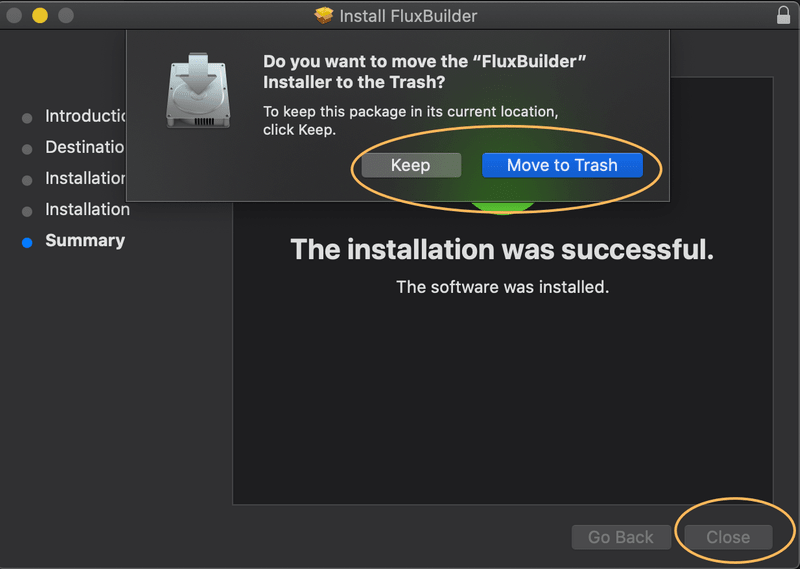 Install FluxBuilder
Do you want to move the “FluxBuilder”
Installer to the Trash?
To keep this package in its current location,
click Keep.
Keep
Move to Trash
Introductic
Destinatio
Installation
Installation
Summary
The installation was successful.
The software was installed.
Go Back
Close